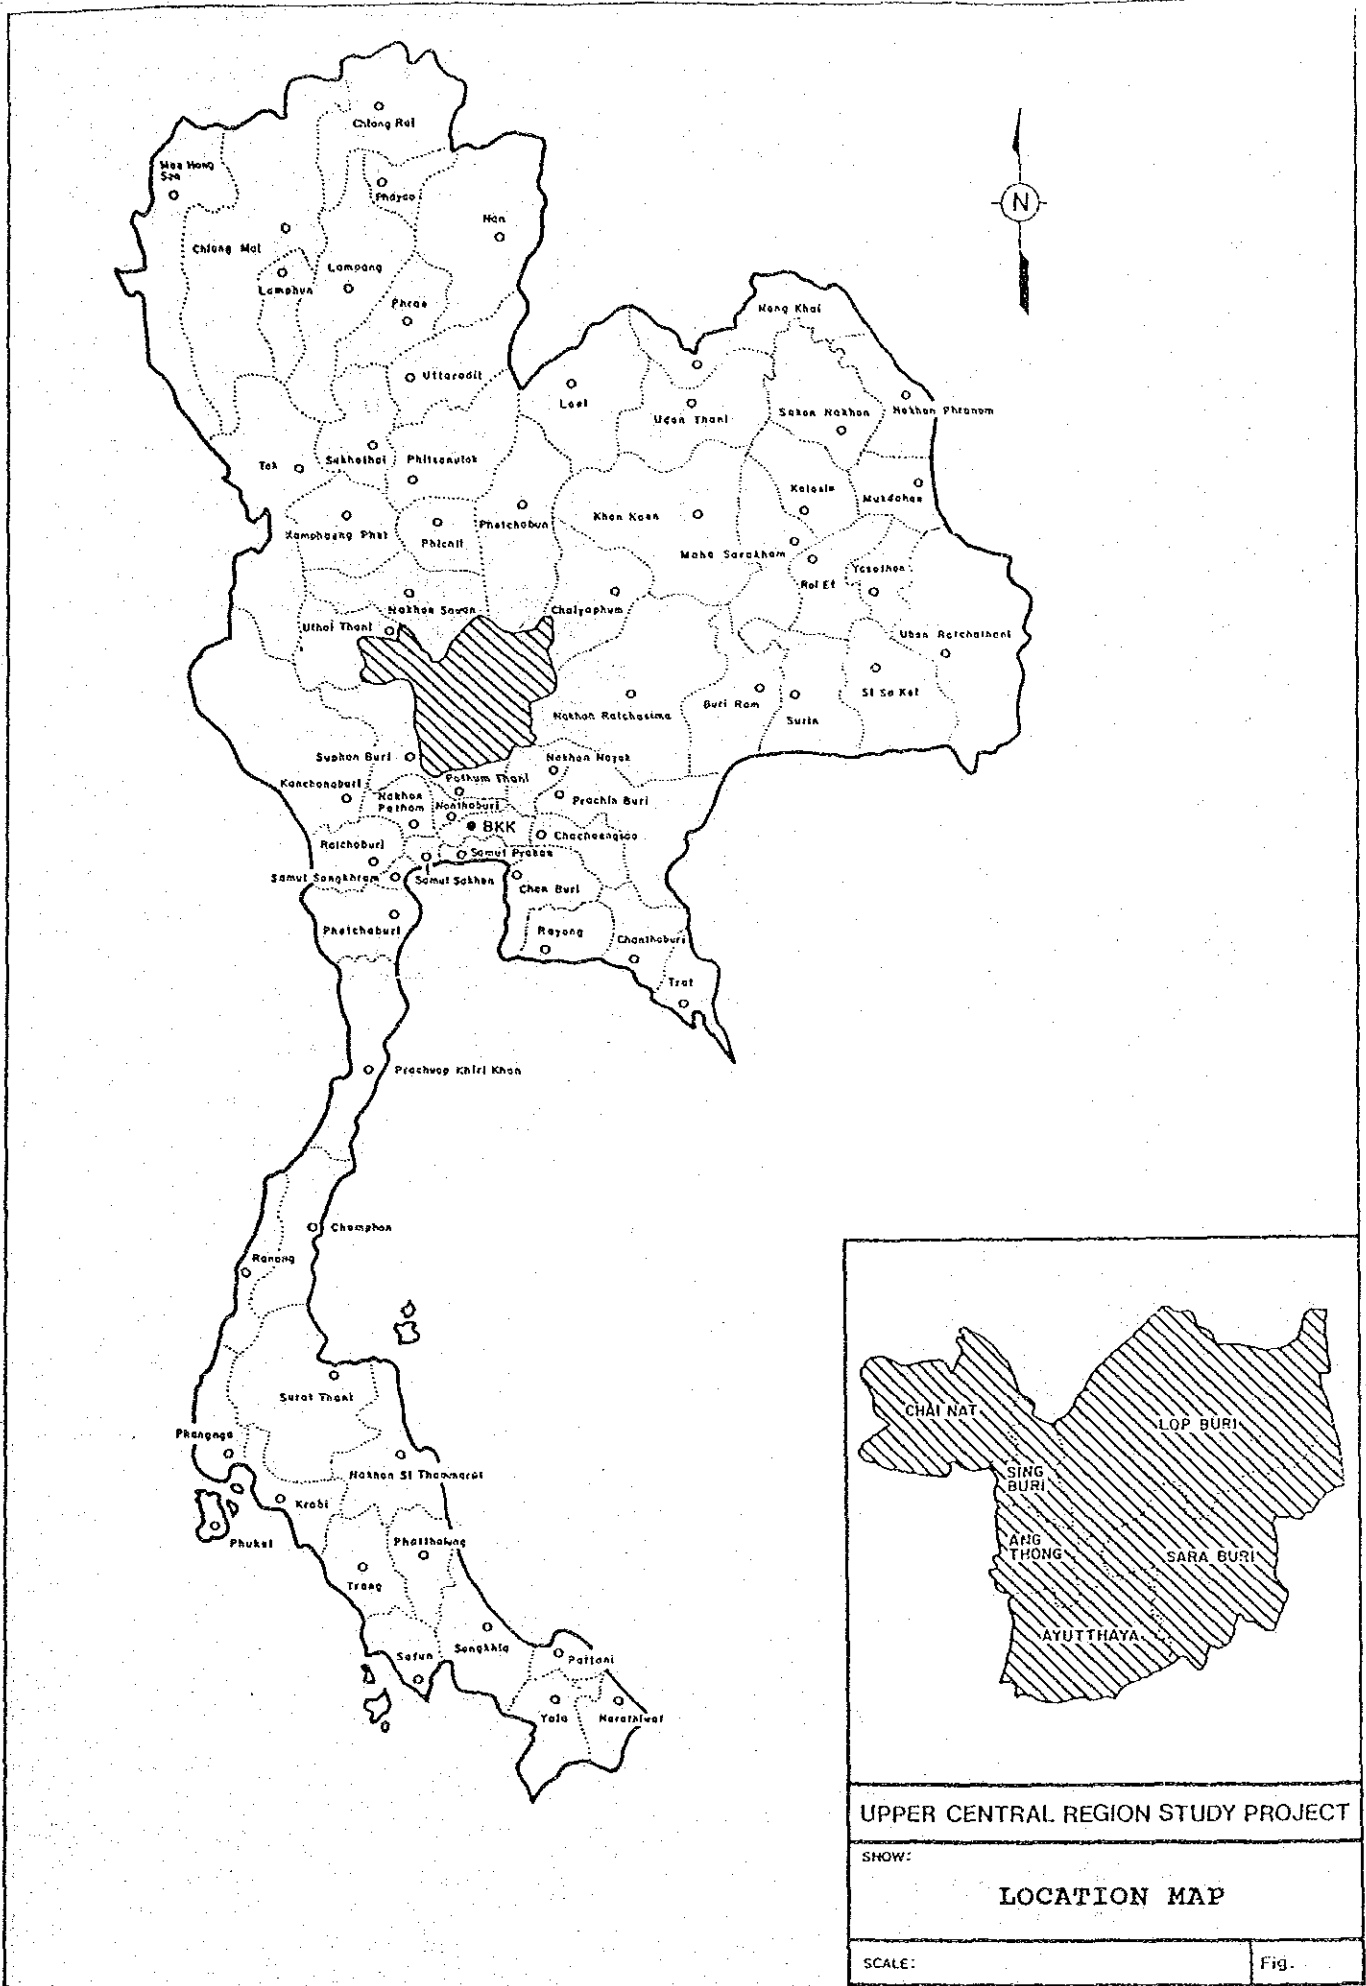 Chiang Rai
Mae Hong
Son
Phayao
Nan
Chiang Mai
Lampang
Lamphun
Phrae
Nong Khai
Uttaradit
Loei
Udon Thani
Sakon Nakhon
Nakhon Phranom
Tak
Sukhothai
Phitsanulok
Kalasin
Mukdahan
Kamphaeng Phet
Phichit
Phetchabun
Khon Kaen
Maha Sarakham
Roi Et
Yasothon
Nakhon Sawan
Chaiyaphum
Uthai Thani
Ubon Ratchathani
Nakhon Ratchasima
Buri Ram
Surin
Si Sa Ket
Suphan Buri
Nakhon Nayok
Kanchanaburi
Pathum Thani
Nakhon
Pathom
Nonthaburi
Prachin Buri
BKK
Chacheengsao
Ratchaburi
Samut Prakan
Samut Songkhram
Samut Sakhon
Chon Buri
Phetchaburi
Rayong
Chanthaburi
Trat
Prachuap Khiri Khan
Chumphon
Ranong
Surat Thani
Phangnga
Nakhon Si Thammarat
Krabi
Phuket
Phatthalung
Trang
Satun
Songkhla
Pattani
Yala
Narathiwat
N
CHAI NAT
LOP BURI
SING
BURI
ANG
THONG
SARA BURI
AYUTTHAYA
UPPER CENTRAL REGION STUDY PROJECT
SHOW:
LOCATION MAP
SCALE:
Fig.